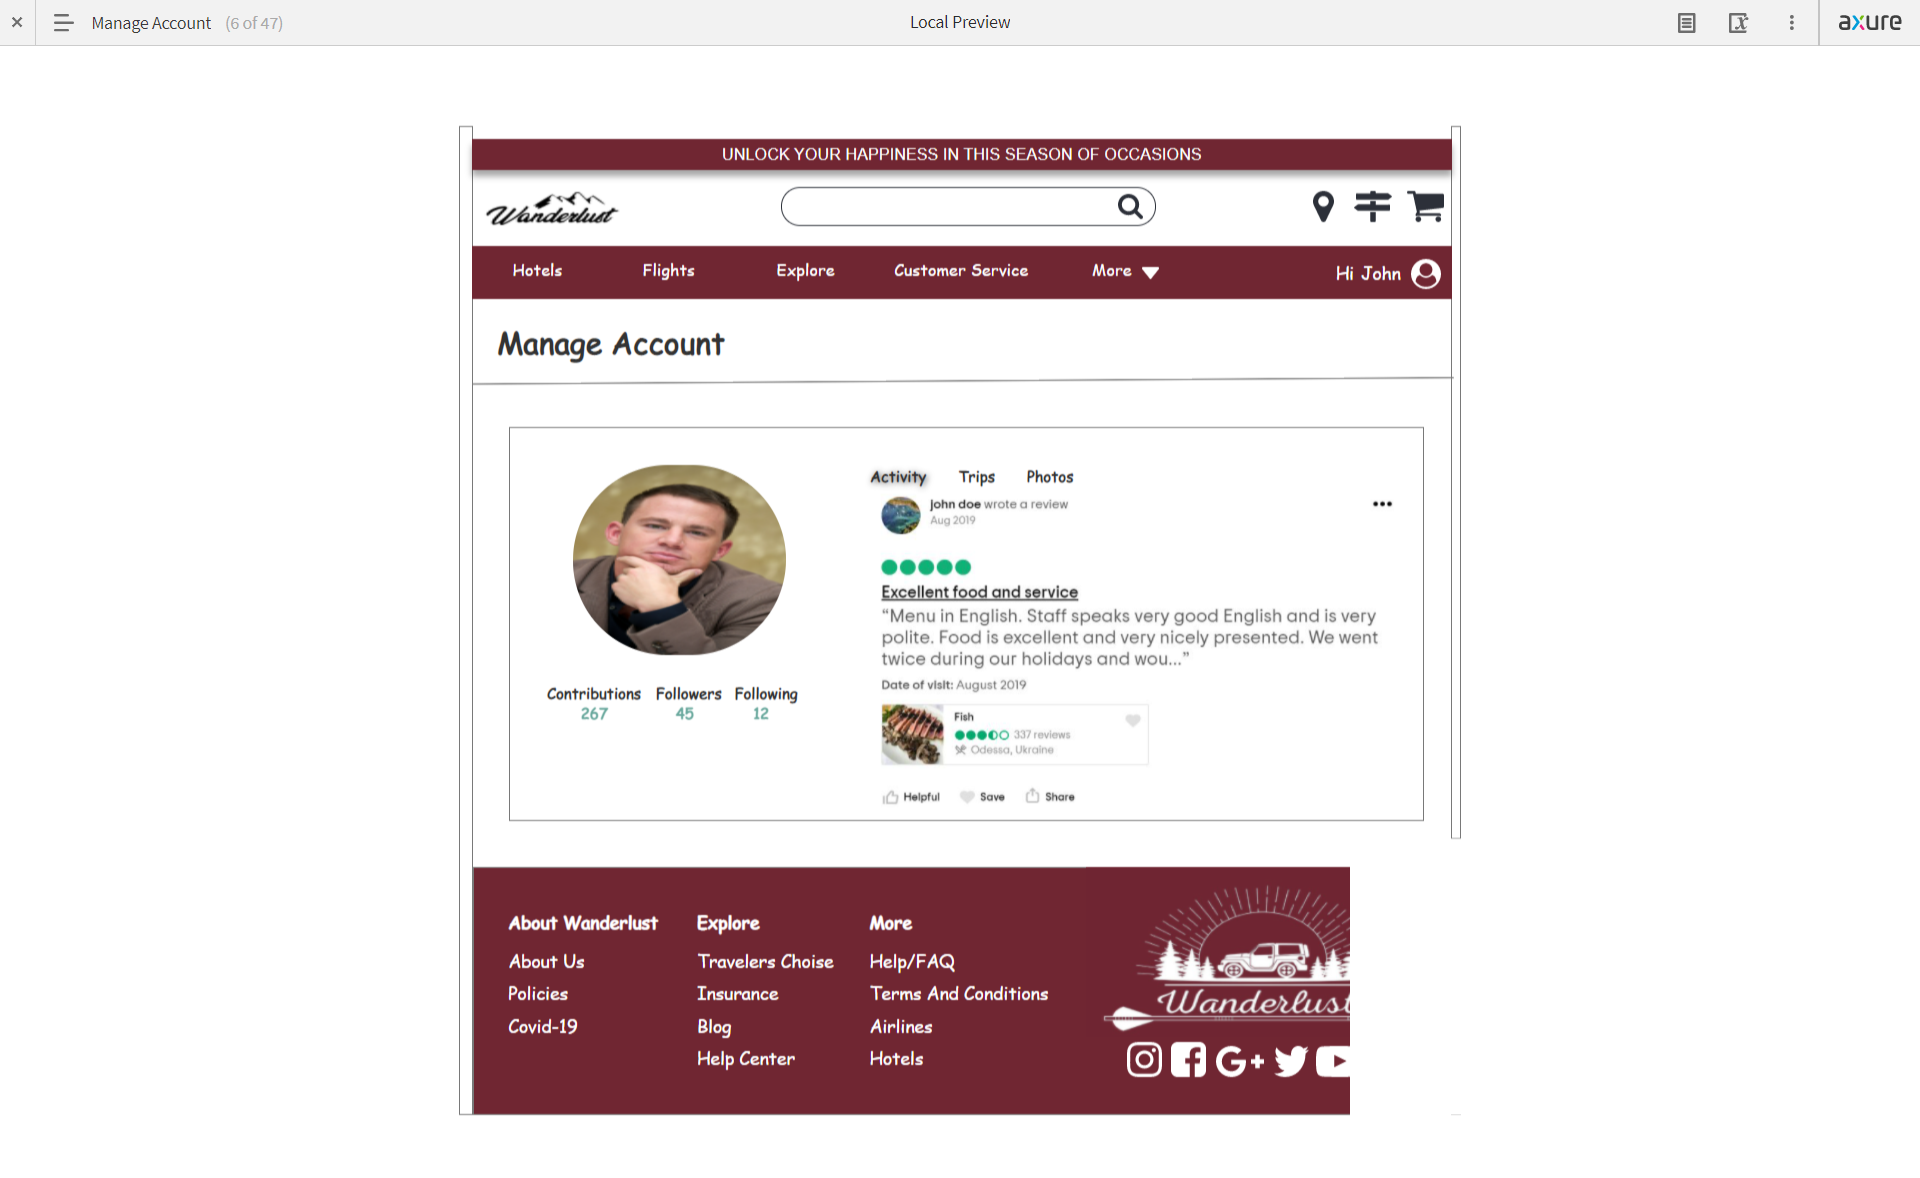 Manage Account (6 of 47)
Local Preview
axure
UNLOCK YOUR HAPPINESS IN THIS SEASON OF OCCASIONS
Wanderlust
Hotels Flights Explore Customer Service More Hi John
Manage Account
Contributions Followers Following
267 45 12
Activity Trips Photos
john doe wrote a review
Aug 2019
Excellent food and service
“Menu in English. Staff speaks very good English and is very
polite. Food is excellent and very nicely presented. We went
twice during our holidays and wou...”
Date of visit: August 2019
Fish
337 reviews
Odessa, Ukraine
Helpful Save Share
About Wanderlust
About Us
Policies
Covid-19
Explore
Travelers Choise
Insurance
Blog
Help Center
More
Help/FAQ
Terms And Conditions
Airlines
Hotels
Wanderlust
G+